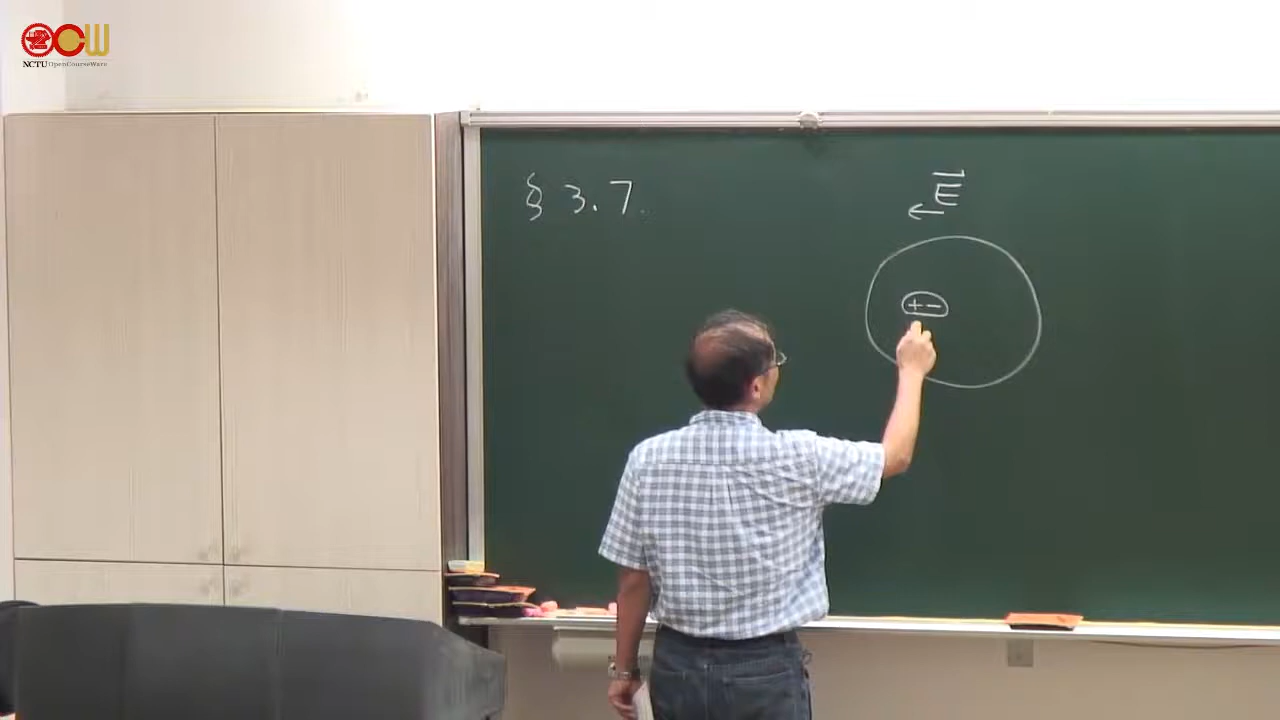 OCW
NCTU OpenCourseWare
§ 3.7.
E
←
+ −